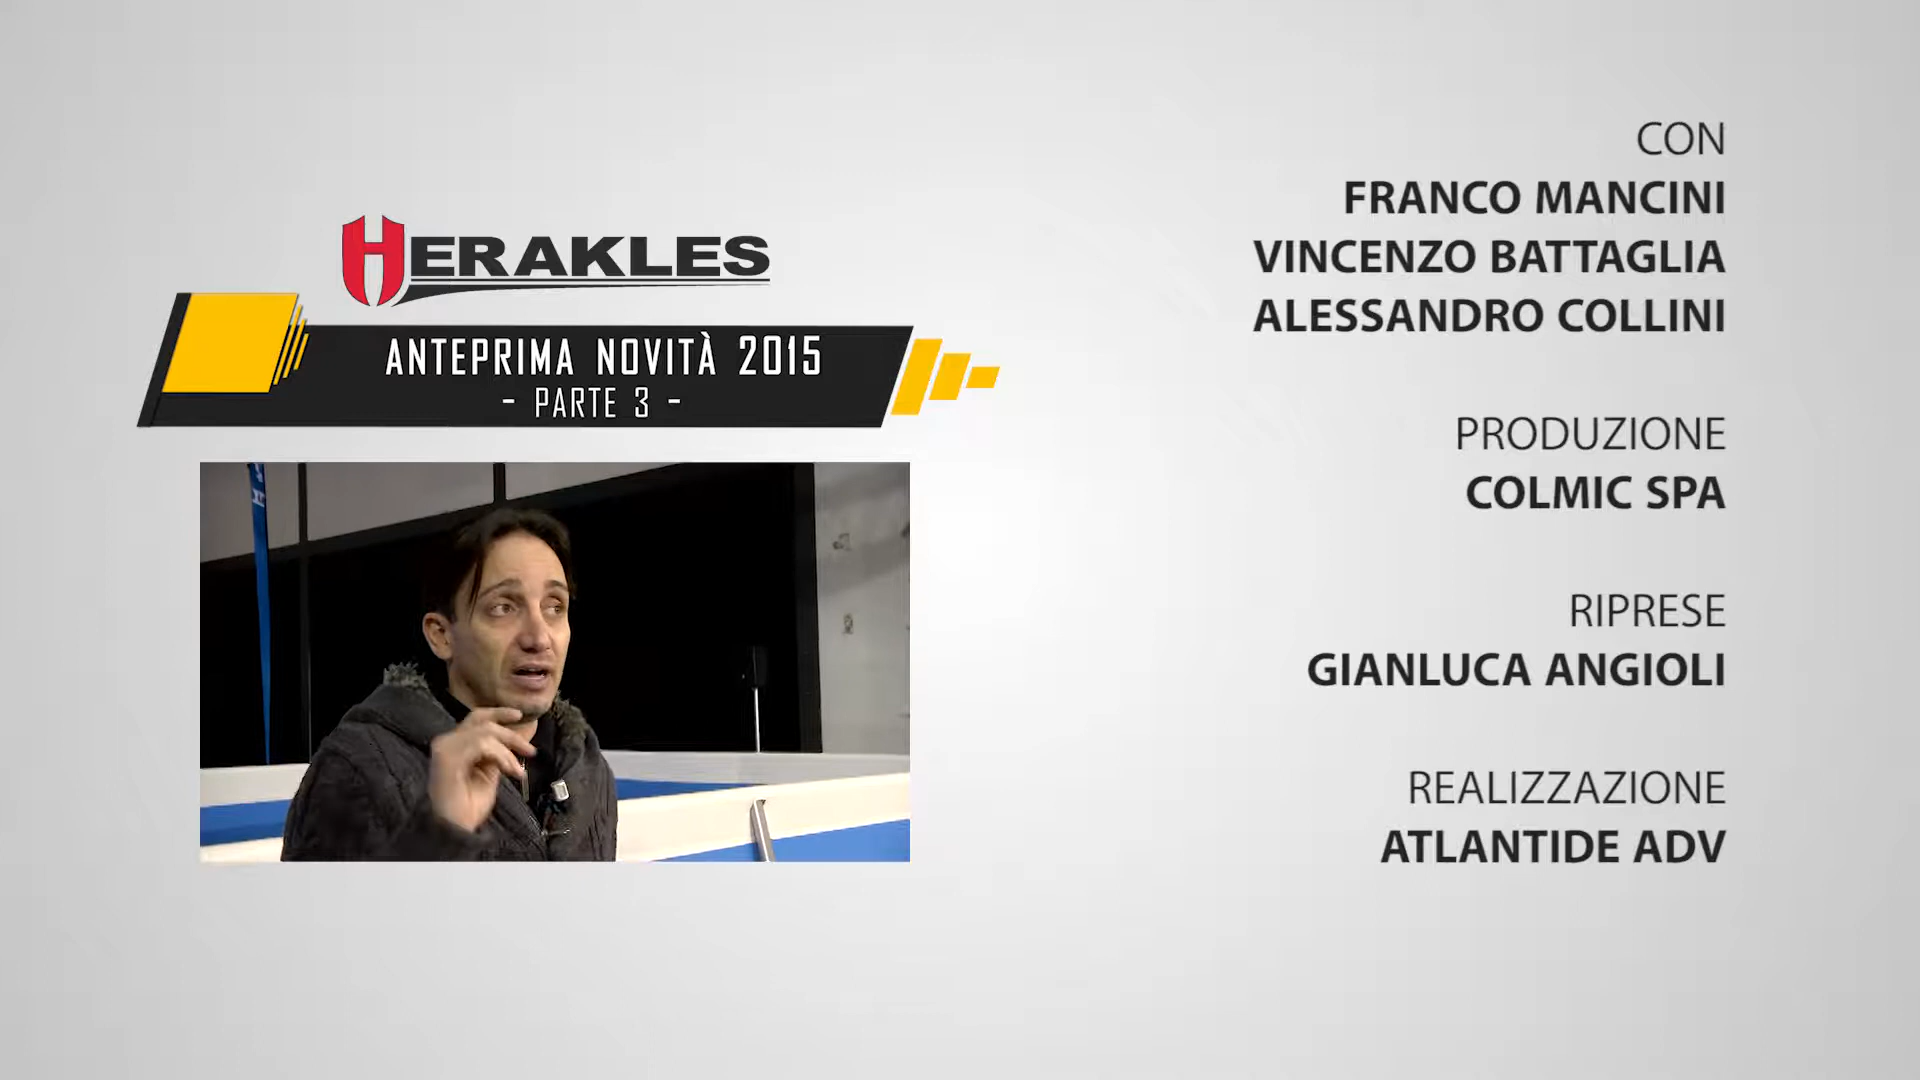 HERAKLES
ANTEPRIMA NOVITÀ 2015
- PARTE 3 -
CON
FRANCO MANCINI
VINCENZO BATTAGLIA
ALESSANDRO COLLINI
PRODUZIONE
COLMIC SPA
RIPRESE
GIANLUCA ANGIOLI
REALIZZAZIONE
ATLANTIDE ADV